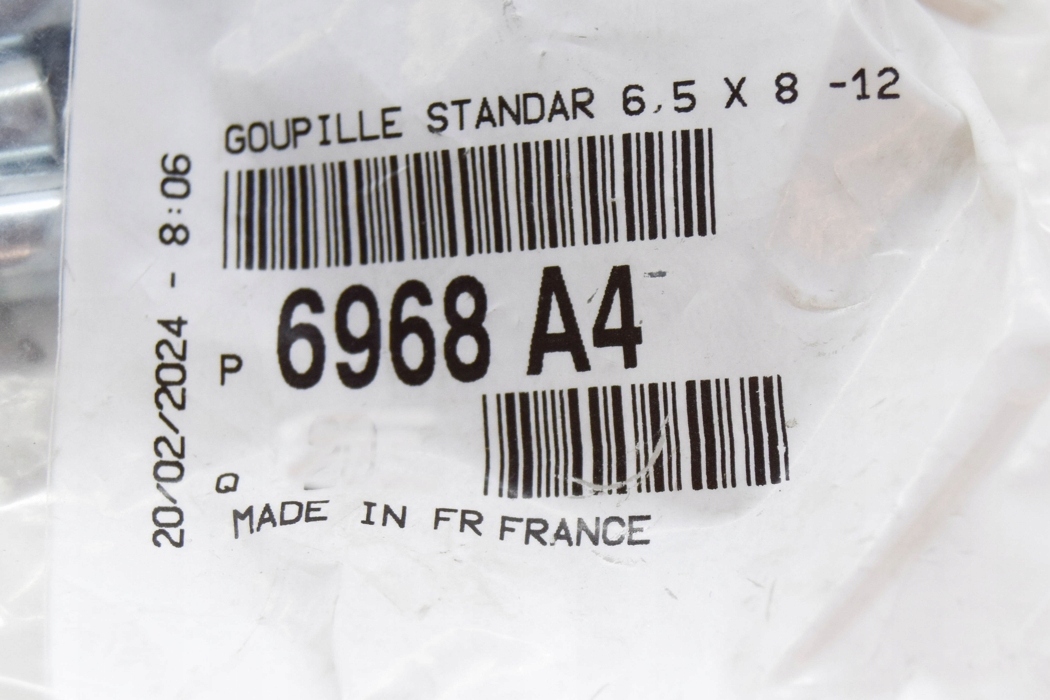 GOUPILLE STANDAR 6,5 X 8 -12
20/02/2024 - 8:06
P 6968 A4
Q
MADE IN FR FRANCE